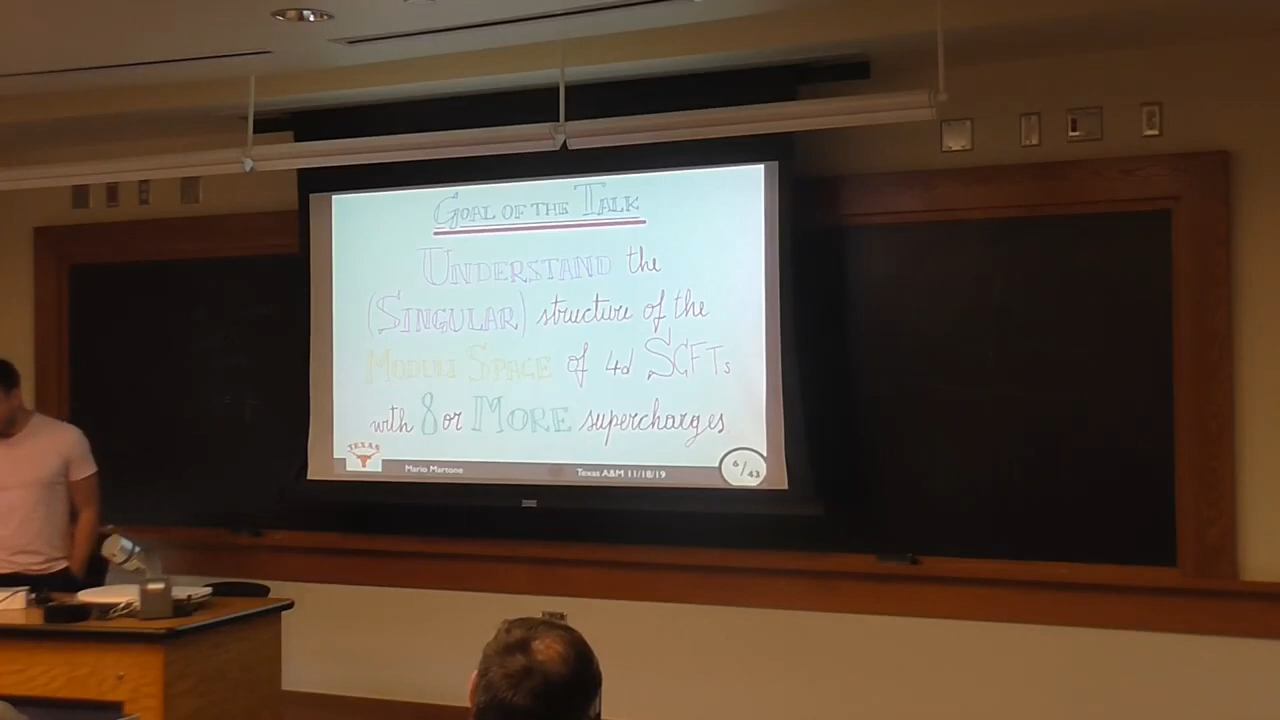 GOAL OF THE TALK
UNDERSTAND the
(SINGULAR) structure of the
MODULI SPACE of 4d SCFTs
with 8 or MORE supercharges
TEXAS
Mario Martone
Texas A&M 11/18/19
6/43